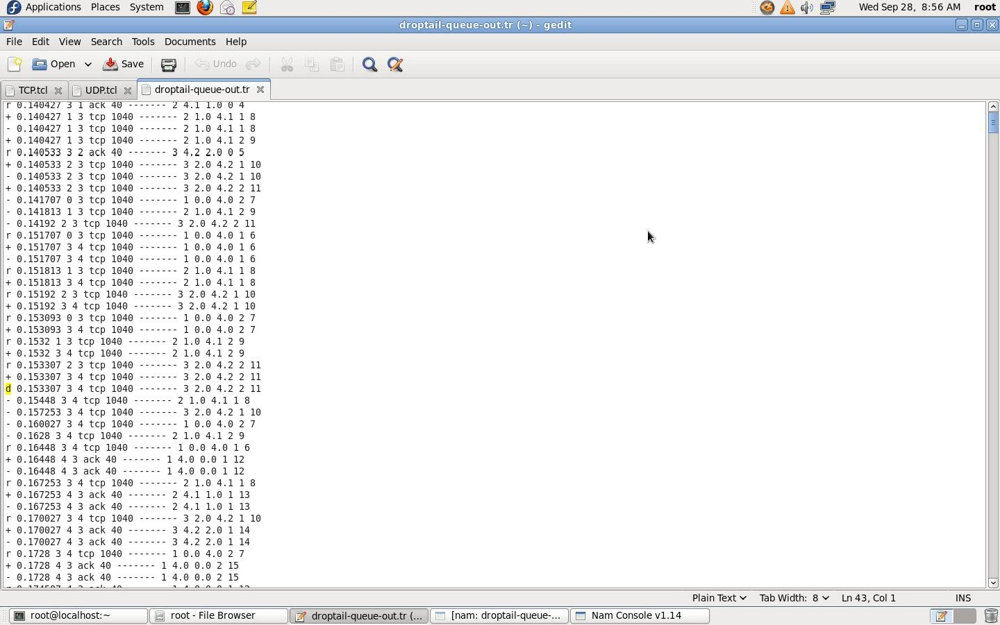 Applications Places System Wed Sep 28, 8:56 AM root
droptail-queue-out.tr (~) - gedit
File Edit View Search Tools Documents Help
Open Save Undo
TCP.tcl UDP.tcl droptail-queue-out.tr
r 0.140427 3 1 ack 40 ------- 2 4.1 1.0 0 4
+ 0.140427 1 3 tcp 1040 ------- 2 1.0 4.1 1 8
- 0.140427 1 3 tcp 1040 ------- 2 1.0 4.1 1 8
+ 0.140427 1 3 tcp 1040 ------- 2 1.0 4.1 2 9
r 0.140533 3 2 ack 40 ------- 3 4.2 2.0 0 5
+ 0.140533 2 3 tcp 1040 ------- 3 2.0 4.2 1 10
- 0.140533 2 3 tcp 1040 ------- 3 2.0 4.2 1 10
+ 0.140533 2 3 tcp 1040 ------- 3 2.0 4.2 2 11
- 0.141707 0 3 tcp 1040 ------- 1 0.0 4.0 2 7
- 0.141813 1 3 tcp 1040 ------- 2 1.0 4.1 2 9
- 0.14192 2 3 tcp 1040 ------- 3 2.0 4.2 2 11
r 0.151707 0 3 tcp 1040 ------- 1 0.0 4.0 1 6
+ 0.151707 3 4 tcp 1040 ------- 1 0.0 4.0 1 6
- 0.151707 3 4 tcp 1040 ------- 1 0.0 4.0 1 6
r 0.151813 1 3 tcp 1040 ------- 2 1.0 4.1 1 8
+ 0.151813 3 4 tcp 1040 ------- 2 1.0 4.1 1 8
r 0.15192 2 3 tcp 1040 ------- 3 2.0 4.2 1 10
+ 0.15192 3 4 tcp 1040 ------- 3 2.0 4.2 1 10
r 0.153093 0 3 tcp 1040 ------- 1 0.0 4.0 2 7
+ 0.153093 3 4 tcp 1040 ------- 1 0.0 4.0 2 7
r 0.1532 1 3 tcp 1040 ------- 2 1.0 4.1 2 9
+ 0.1532 3 4 tcp 1040 ------- 2 1.0 4.1 2 9
r 0.153307 2 3 tcp 1040 ------- 3 2.0 4.2 2 11
+ 0.153307 3 4 tcp 1040 ------- 3 2.0 4.2 2 11
d 0.153307 3 4 tcp 1040 ------- 3 2.0 4.2 2 11
- 0.15448 3 4 tcp 1040 ------- 2 1.0 4.1 1 8
- 0.157253 3 4 tcp 1040 ------- 3 2.0 4.2 1 10
- 0.160027 3 4 tcp 1040 ------- 1 0.0 4.0 2 7
- 0.1628 3 4 tcp 1040 ------- 2 1.0 4.1 2 9
r 0.16448 3 4 tcp 1040 ------- 1 0.0 4.0 1 6
+ 0.16448 4 3 ack 40 ------- 1 4.0 0.0 1 12
- 0.16448 4 3 ack 40 ------- 1 4.0 0.0 1 12
r 0.167253 3 4 tcp 1040 ------- 2 1.0 4.1 1 8
+ 0.167253 4 3 ack 40 ------- 2 4.1 1.0 1 13
- 0.167253 4 3 ack 40 ------- 2 4.1 1.0 1 13
r 0.170027 3 4 tcp 1040 ------- 3 2.0 4.2 1 10
+ 0.170027 4 3 ack 40 ------- 3 4.2 2.0 1 14
- 0.170027 4 3 ack 40 ------- 3 4.2 2.0 1 14
r 0.1728 3 4 tcp 1040 ------- 1 0.0 4.0 2 7
+ 0.1728 4 3 ack 40 ------- 1 4.0 0.0 2 15
- 0.1728 4 3 ack 40 ------- 1 4.0 0.0 2 15
Plain Text Tab Width: 8 Ln 43, Col 1 INS
root@localhost:~ root - File Browser droptail-queue-out.tr (... [nam: droptail-queue-... Nam Console v1.14